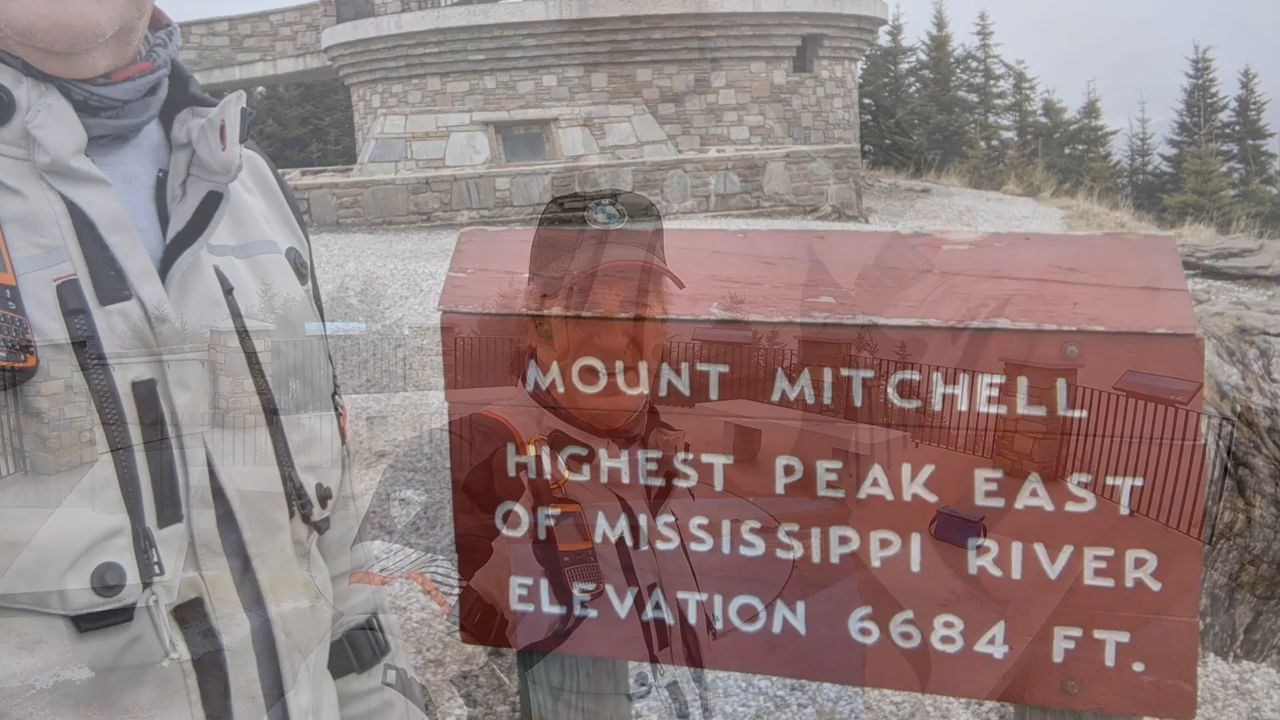 MOUNT MITCHELL
HIGHEST PEAK EAST
OF MISSISSIPPI RIVER
ELEVATION 6684 FT.